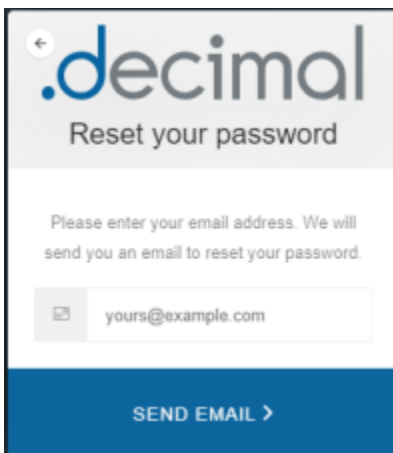 .decimal
Reset your password
Please enter your email address. We will
send you an email to reset your password.
yours@example.com
SEND EMAIL >